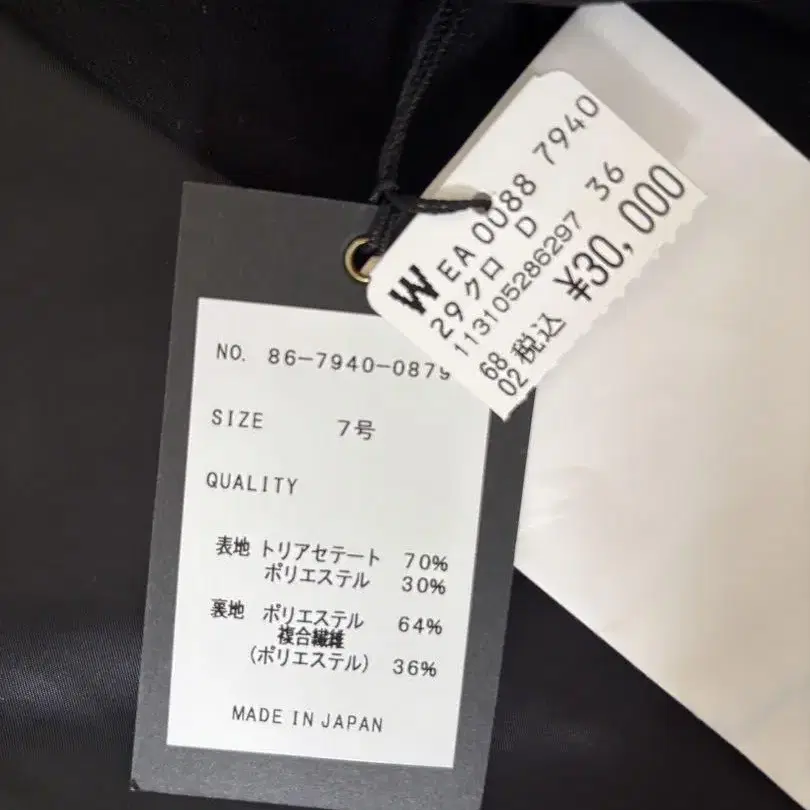 W EA 0088 7940
29 クロ D 36
113105286297
68 税込 ¥30,000
02
NO. 86-7940-0879
SIZE 7号
QUALITY
表地 トリアセテート 70%
ポリエステル 30%
裏地 ポリエステル 64%
複合繊維
(ポリエステル) 36%
MADE IN JAPAN